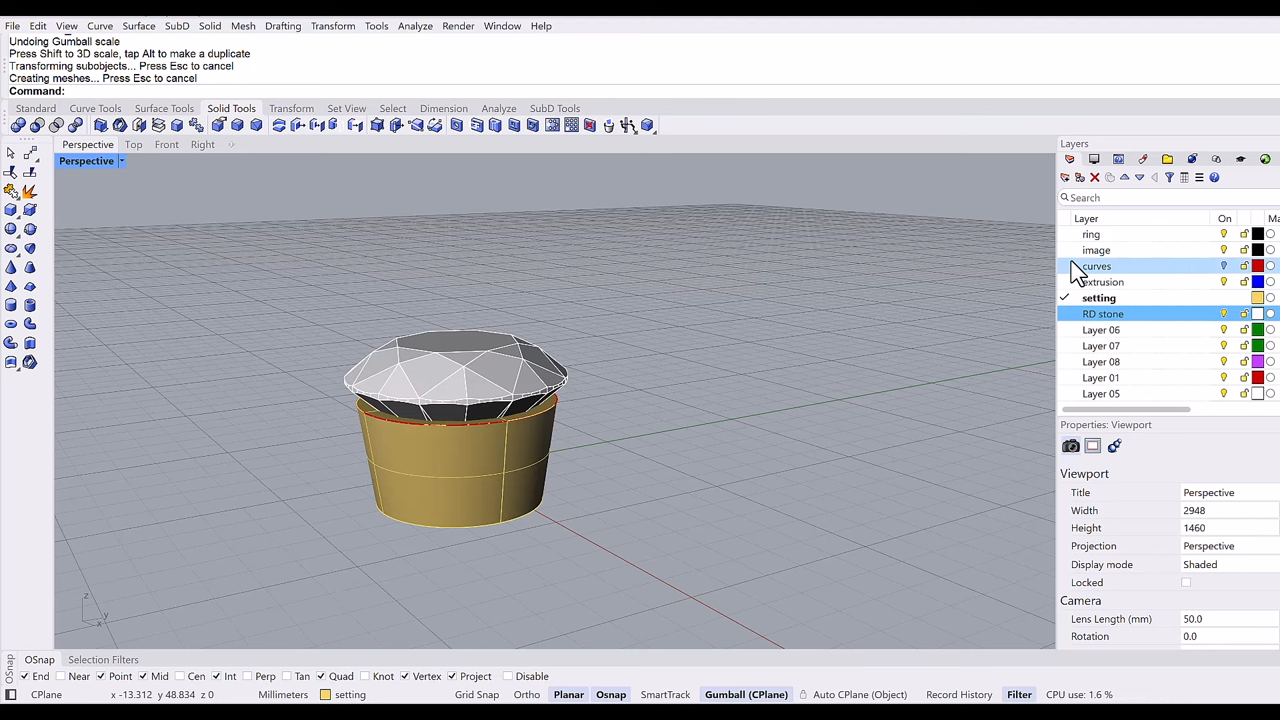 File Edit View Curve Surface SubD Solid Mesh Drafting Transform Tools Analyze Render Window Help
Undoing Gumball scale
Press Shift to 3D scale, tap Alt to make a duplicate
Transforming subobjects... Press Esc to cancel
Creating meshes... Press Esc to cancel
Command:
Standard Curve Tools Surface Tools Solid Tools Transform Set View Select Dimension Analyze SubD Tools
Perspective Top Front Right
Perspective
Layers
Search
Layer On Ma
ring
image
curves
extrusion
setting
RD stone
Layer 06
Layer 07
Layer 08
Layer 01
Layer 05
Properties: Viewport
Viewport
Title Perspective
Width 2948
Height 1460
Projection Perspective
Display mode Shaded
Locked
Camera
Lens Length (mm) 50.0
Rotation 0.0
z
y
x
OSnap Selection Filters
OSnap
End Near Point Mid Cen Int Perp Tan Quad Knot Vertex Project Disable
CPlane x -13.312 y 48.834 z 0 Millimeters setting Grid Snap Ortho Planar Osnap SmartTrack Gumball (CPlane) Auto CPlane (Object) Record History Filter CPU use: 1.6 %